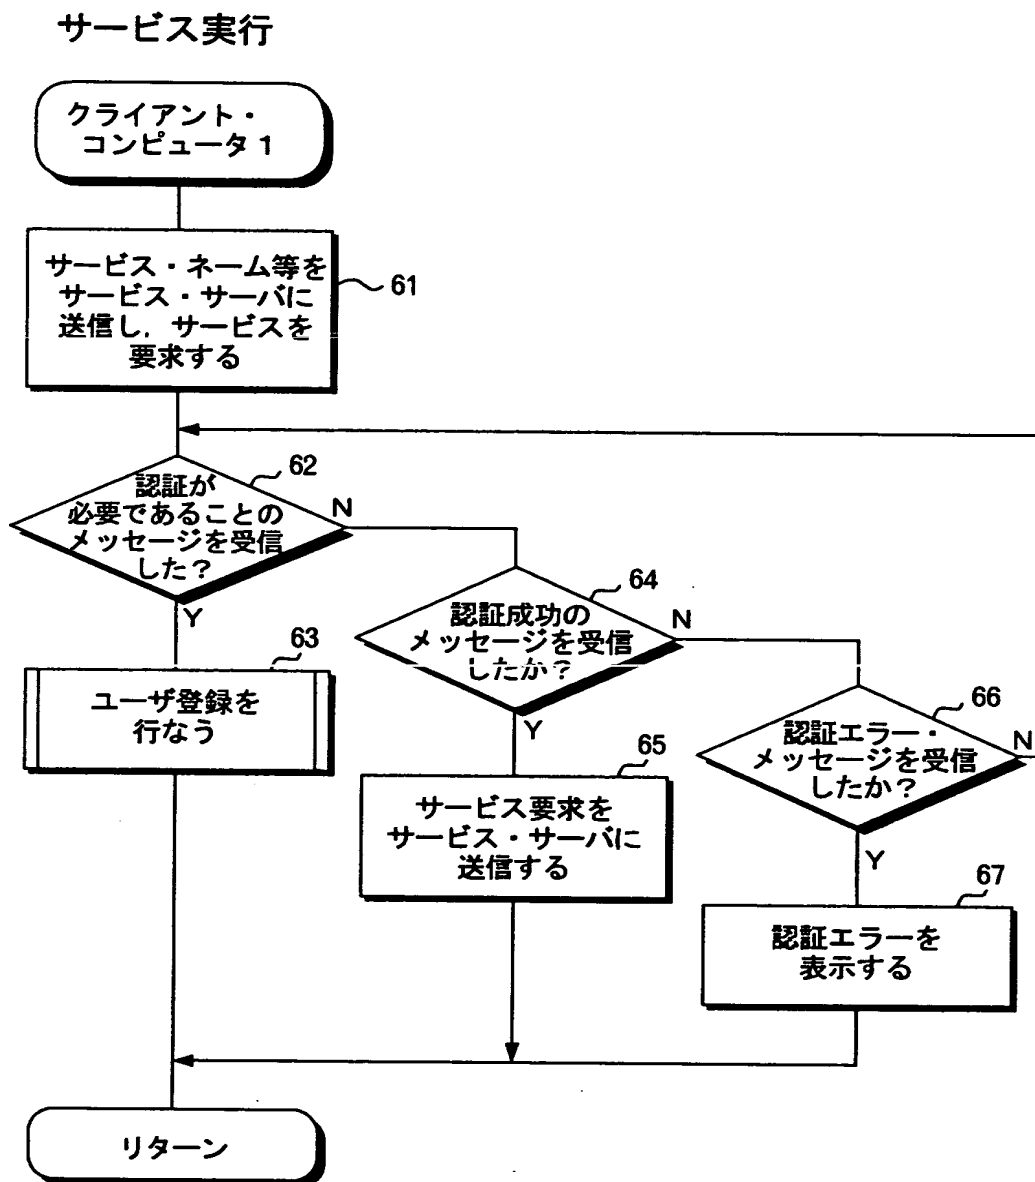 サービス実行
クライアント・
コンピュータ1
サービス・ネーム等を
サービス・サーバに
送信し，サービスを
要求する
61
62
認証が
必要であることの
メッセージを受信
した？
N
Y
63
ユーザ登録を
行なう
64
認証成功の
メッセージを受信
したか？
N
Y
65
サービス要求を
サービス・サーバに
送信する
66
認証エラー・
メッセージを受信
したか？
N
Y
67
認証エラーを
表示する
リターン